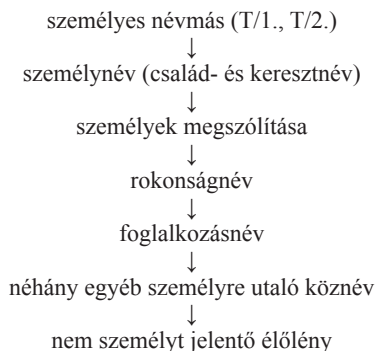 személyes névmás (T/1., T/2.)
↓
személynév (család- és keresztnév)
↓
személyek megszólítása
↓
rokonságnév
↓
foglalkozásnév
↓
néhány egyéb személyre utaló köznév
↓
nem személyt jelentő élőlény